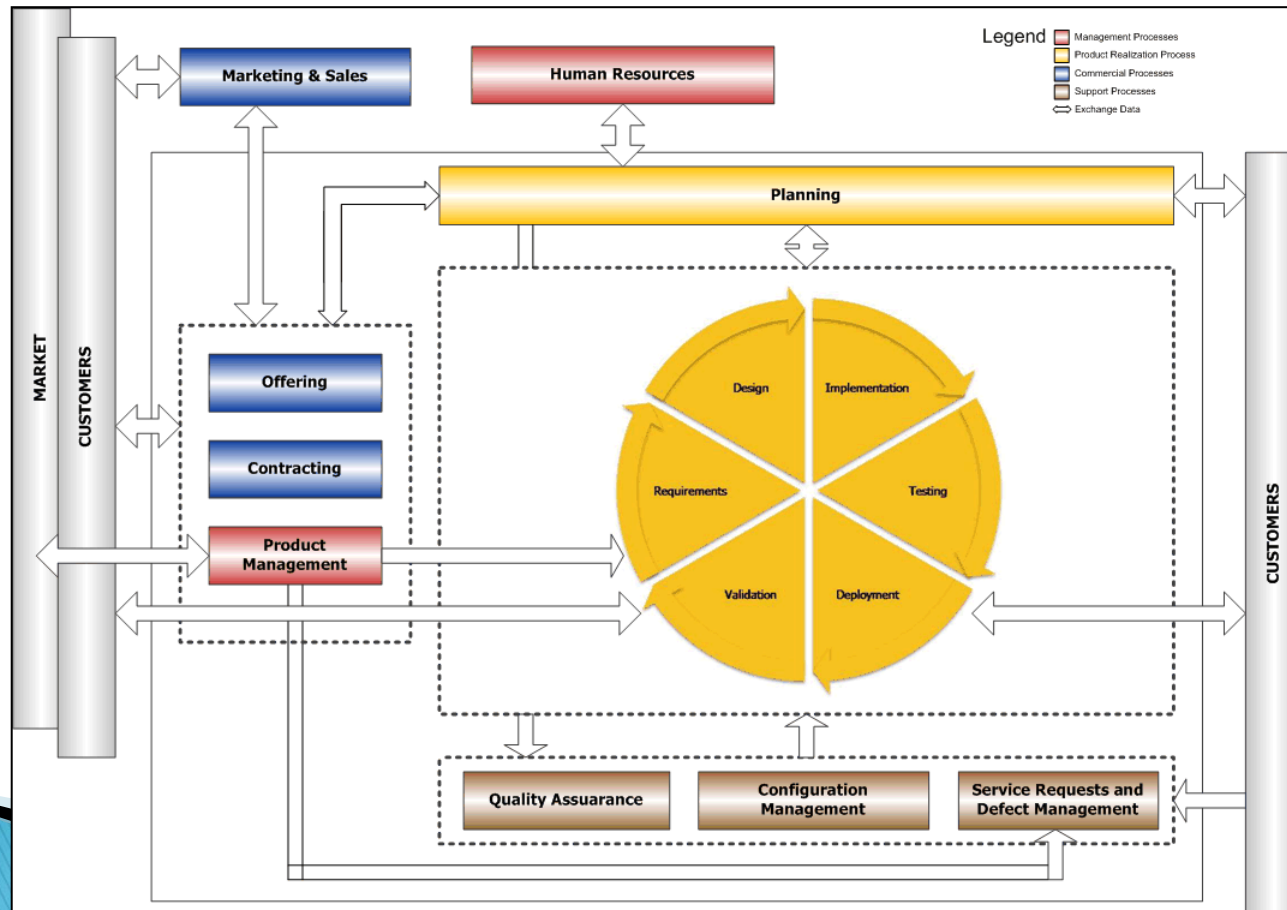 Legend
Management Processes
Product Realization Process
Commercial Processes
Support Processes
Exchange Data
Marketing & Sales
Human Resources
Planning
MARKET
CUSTOMERS
Offering
Contracting
Product
Management
Design
Implementation
Requirements
Testing
Validation
Deployment
CUSTOMERS
Quality Assuarance
Configuration
Management
Service Requests and
Defect Management